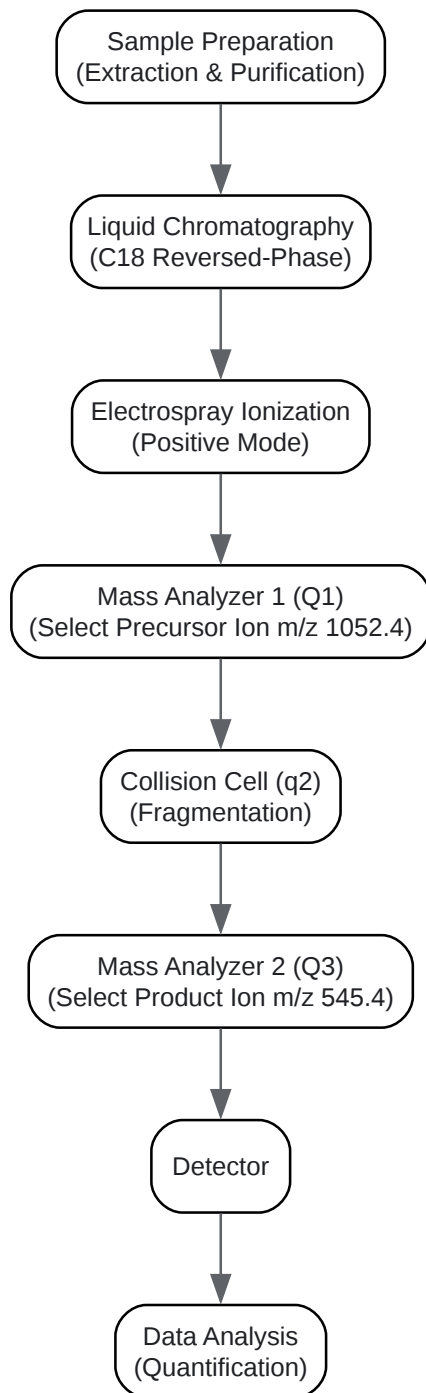 Sample Preparation
(Extraction & Purification)
Liquid Chromatography
(C18 Reversed-Phase)
Electrospray Ionization
(Positive Mode)
Mass Analyzer 1 (Q1)
(Select Precursor Ion m/z 1052.4)
Collision Cell (q2)
(Fragmentation)
Mass Analyzer 2 (Q3)
(Select Product Ion m/z 545.4)
Detector
Data Analysis
(Quantification)